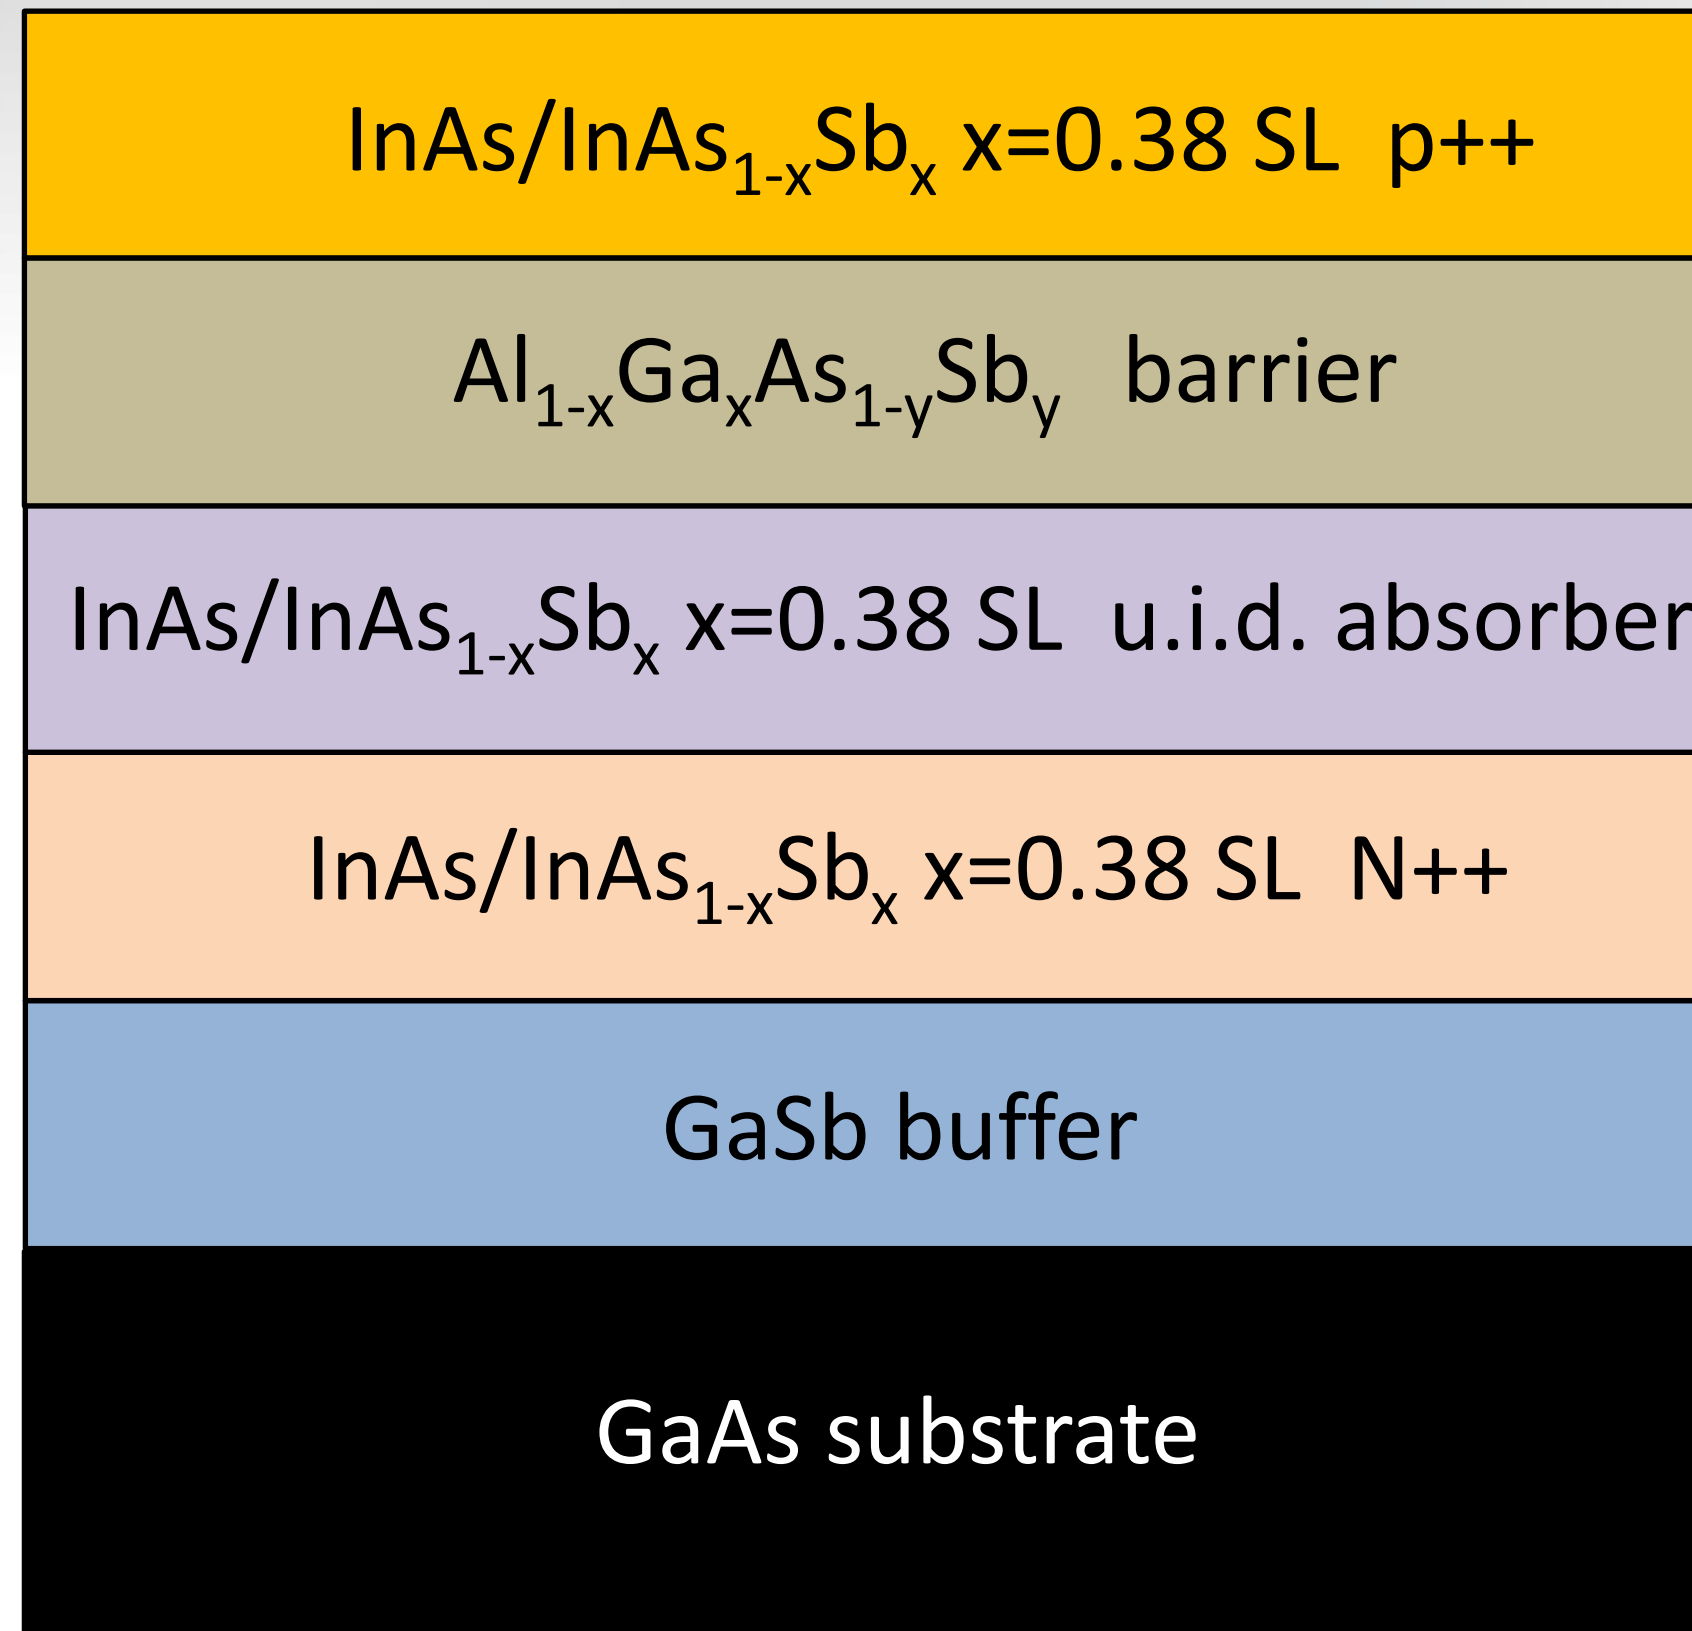 InAs/InAs₁₋ₓSbₓ x=0.38 SL p++
Al₁₋ₓGaₓAs₁₋ᵧSbᵧ barrier
InAs/InAs₁₋ₓSbₓ x=0.38 SL u.i.d. absorber
InAs/InAs₁₋ₓSbₓ x=0.38 SL N++
GaSb buffer
GaAs substrate